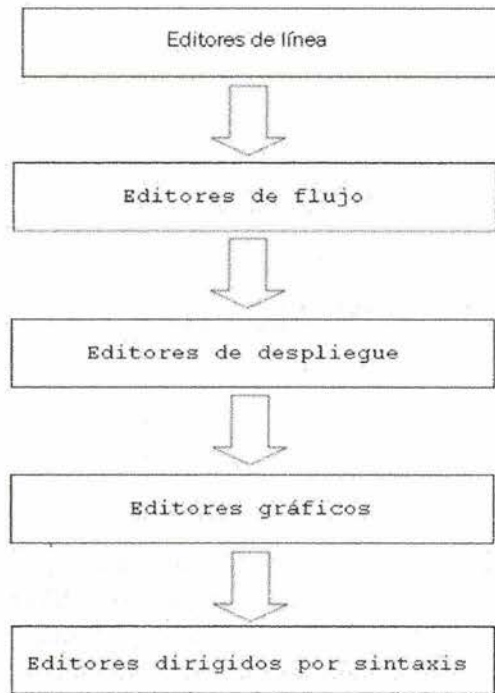 Editores de línea
Editores de flujo
Editores de despliegue
Editores gráficos
Editores dirigidos por sintaxis